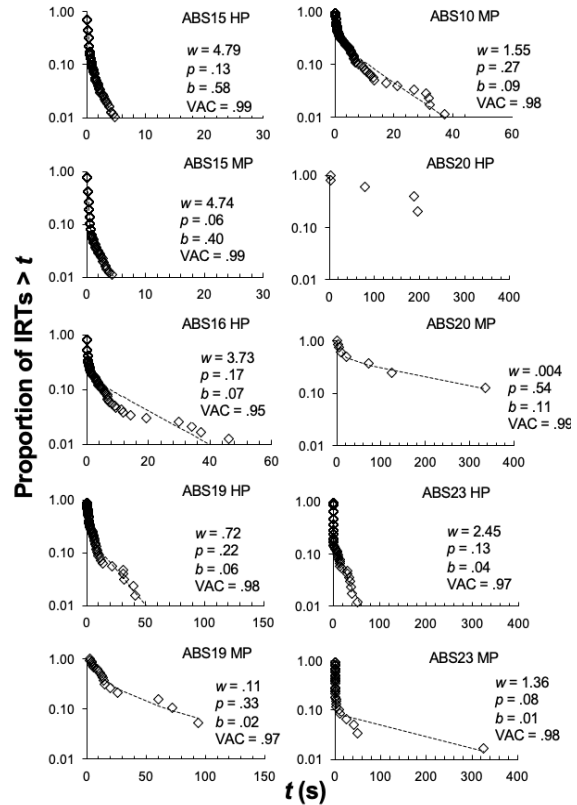 Proportion of IRTs > t
ABS15 HP
w = 4.79
p = .13
b = .58
VAC = .99
1.00
0.10
0.01
0 10 20 30
ABS10 MP
w = 1.55
p = .27
b = .09
VAC = .98
1.00
0.10
0.01
0 20 40 60
ABS15 MP
w = 4.74
p = .06
b = .40
VAC = .99
1.00
0.10
0.01
0 10 20 30
ABS20 HP
1.00
0.10
0.01
0 100 200 300 400
ABS16 HP
w = 3.73
p = .17
b = .07
VAC = .95
1.00
0.10
0.01
0 20 40 60
ABS20 MP
w = .004
p = .54
b = .11
VAC = .99
1.00
0.10
0.01
0 100 200 300 400
ABS19 HP
w = .72
p = .22
b = .06
VAC = .98
1.00
0.10
0.01
0 50 100 150
ABS23 HP
w = 2.45
p = .13
b = .04
VAC = .97
1.00
0.10
0.01
0 100 200 300 400
ABS19 MP
w = .11
p = .33
b = .02
VAC = .97
1.00
0.10
0.01
0 50 100 150
ABS23 MP
w = 1.36
p = .08
b = .01
VAC = .98
1.00
0.10
0.01
0 100 200 300 400
t (s)